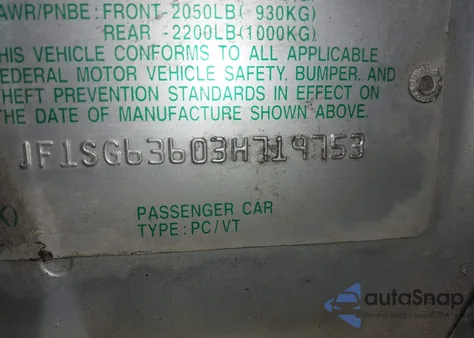 AWR/PNBE: FRONT-2050LB( 930KG)
REAR -2200LB(1000KG)
THIS VEHICLE CONFORMS TO ALL APPLICABLE
FEDERAL MOTOR VEHICLE SAFETY, BUMPER, AND
THEFT PREVENTION STANDARDS IN EFFECT ON
THE DATE OF MANUFACTURE SHOWN ABOVE.
JF1SG63603H719753
PASSENGER CAR
TYPE: PC/VT
autoSnap